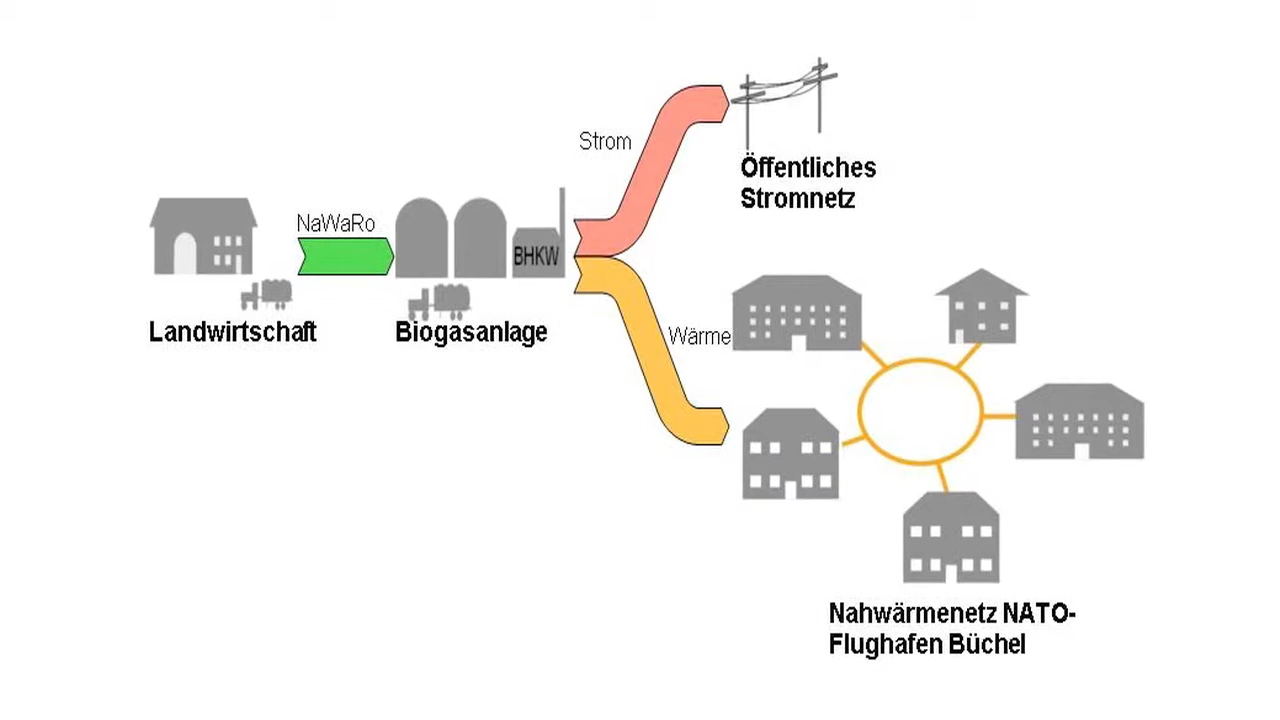 Strom
Öffentliches
Stromnetz
NaWaRo
BHKW
Landwirtschaft
Biogasanlage
Wärme
Nahwärmenetz NATO-
Flughafen Büchel